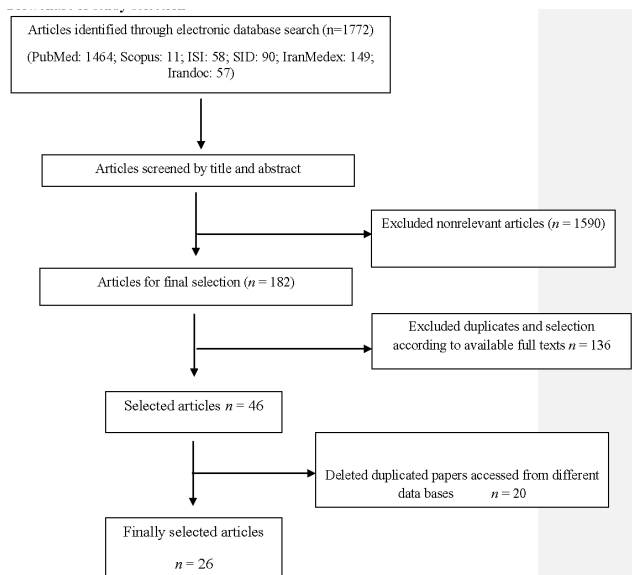 Articles identified through electronic database search (n=1772)
(PubMed: 1464; Scopus: 11; ISI: 58; SID: 90; IranMedex: 149;
Irandoc: 57)
Articles screened by title and abstract
Excluded nonrelevant articles (n = 1590)
Articles for final selection (n = 182)
Excluded duplicates and selection
according to available full texts n = 136
Selected articles n = 46
Deleted duplicated papers accessed from different
data bases n = 20
Finally selected articles
n = 26